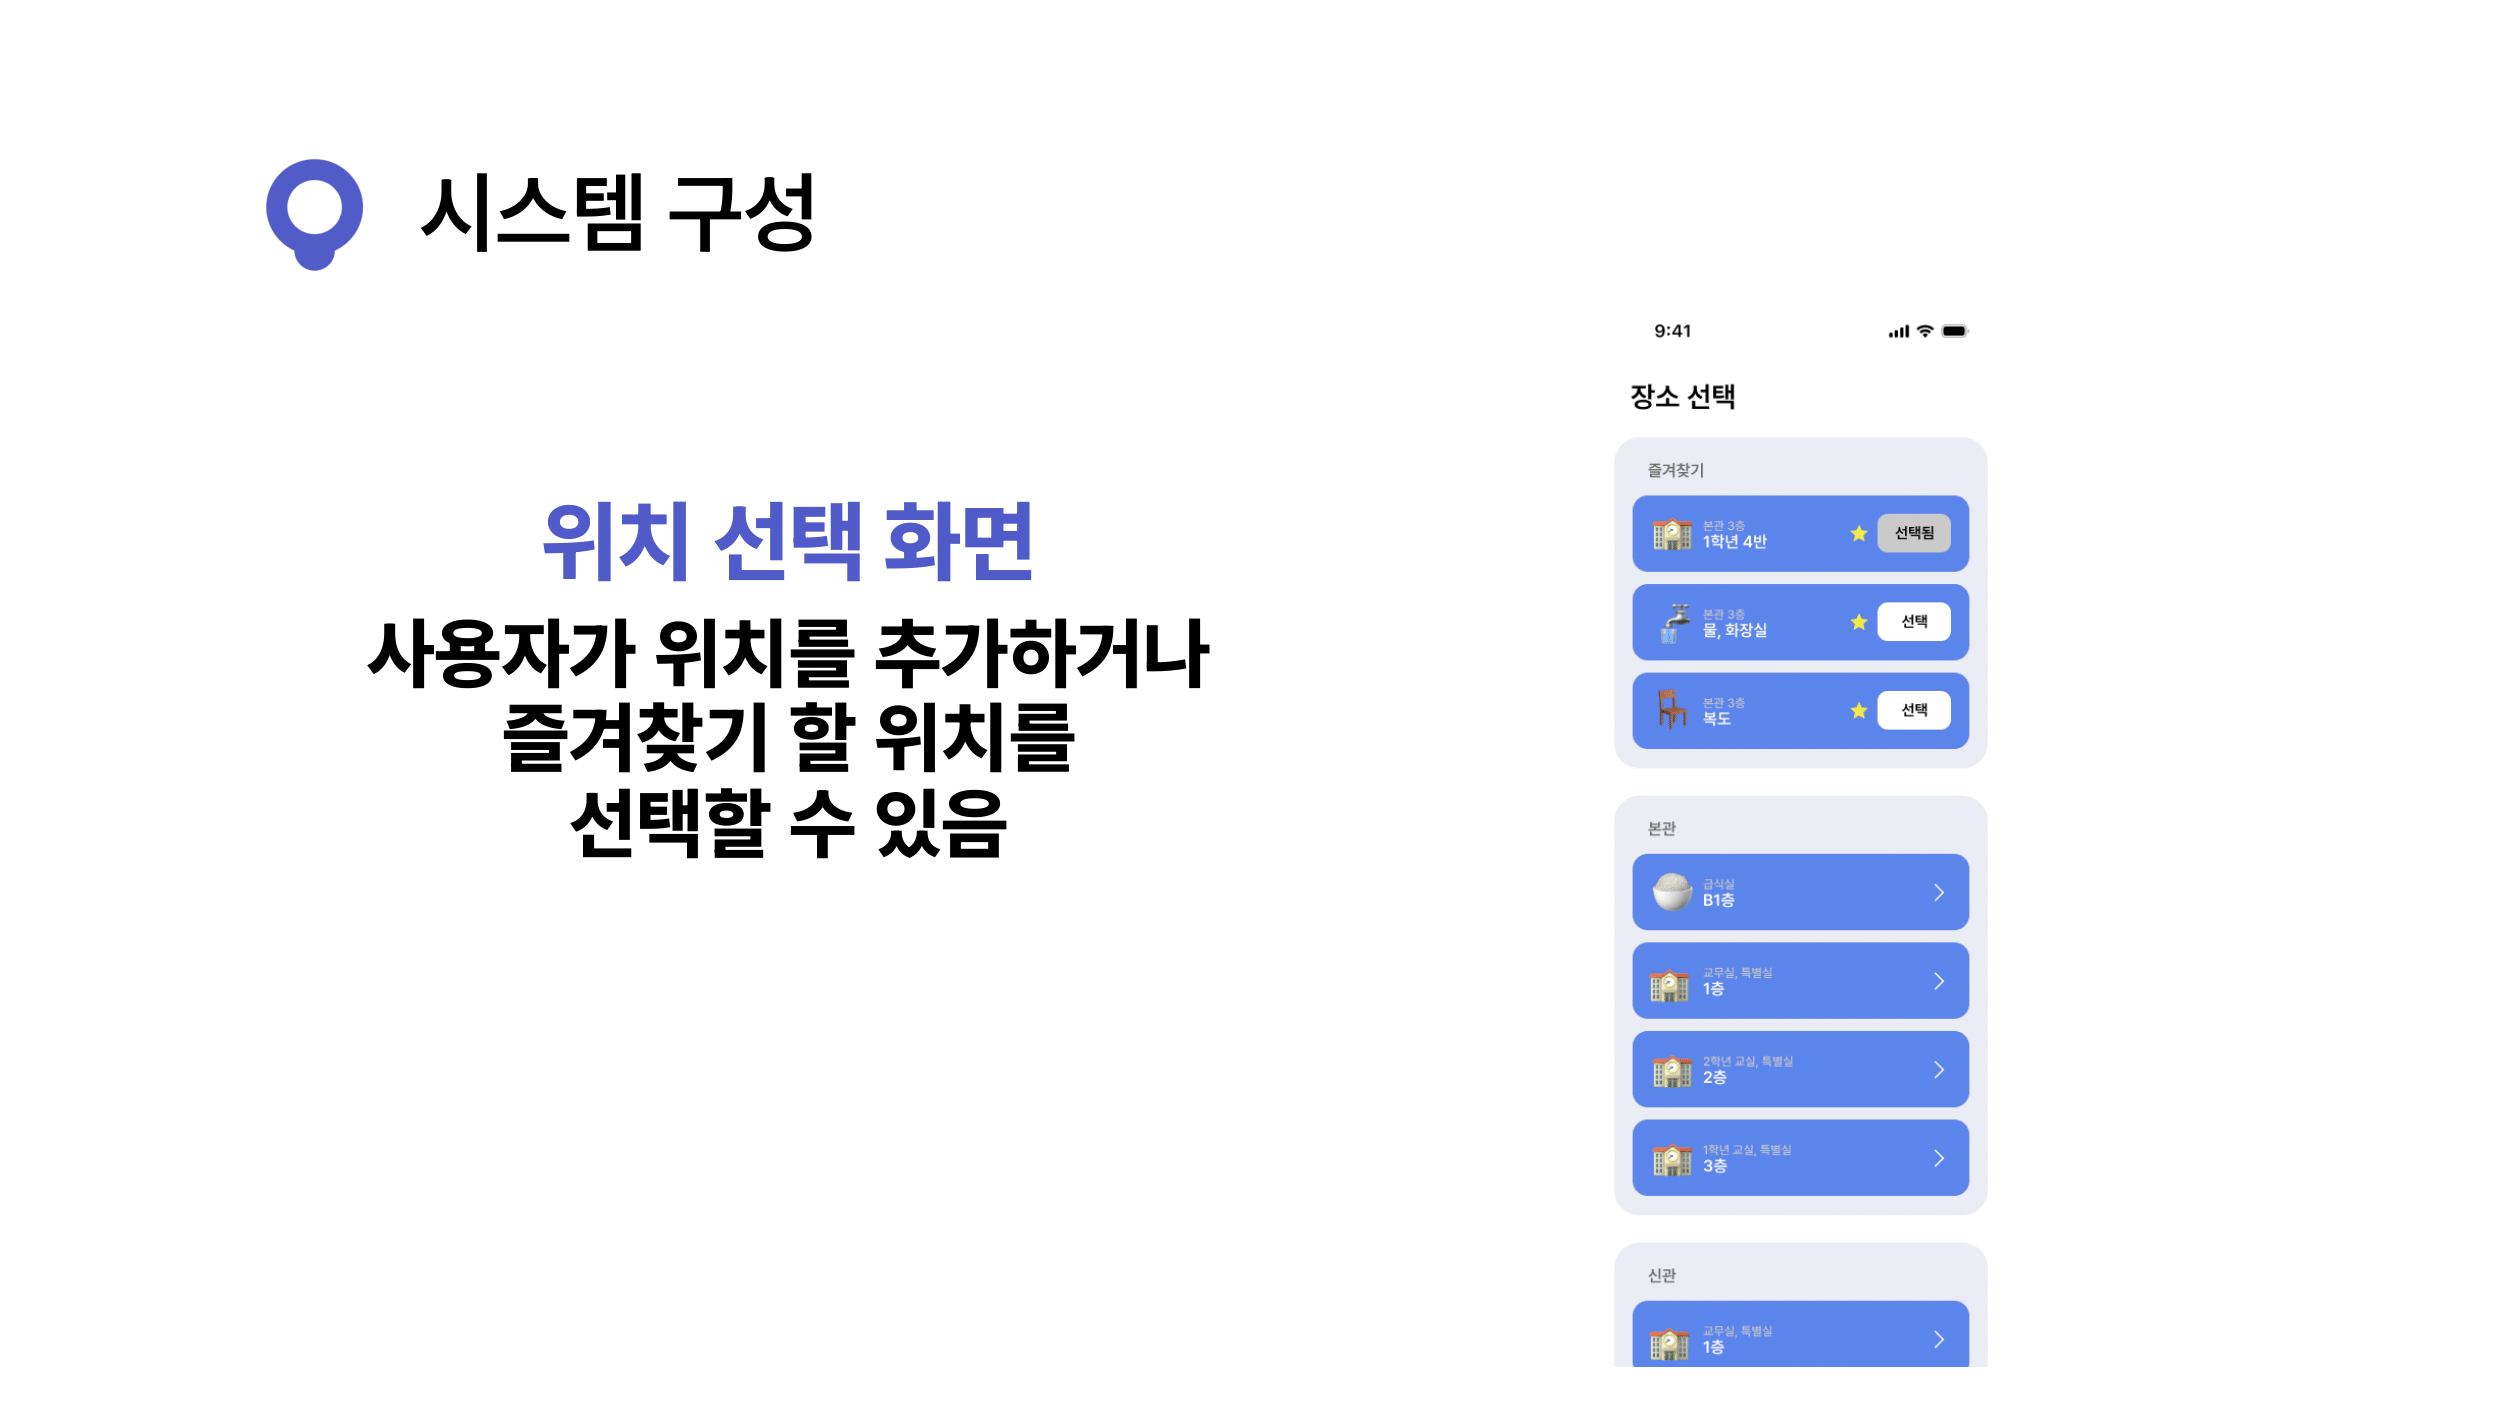 시스템 구성
위치 선택 화면
사용자가 위치를 추가하거나
즐겨찾기 할 위치를
선택할 수 있음
9:41
장소 선택
즐겨찾기
본관 3층
1학년 4반
선택됨
본관 3층
물, 화장실
선택
본관 3층
복도
선택
본관
급식실
B1층
교무실, 특별실
1층
2학년 교실, 특별실
2층
1학년 교실, 특별실
3층
신관
교무실, 특별실
1층